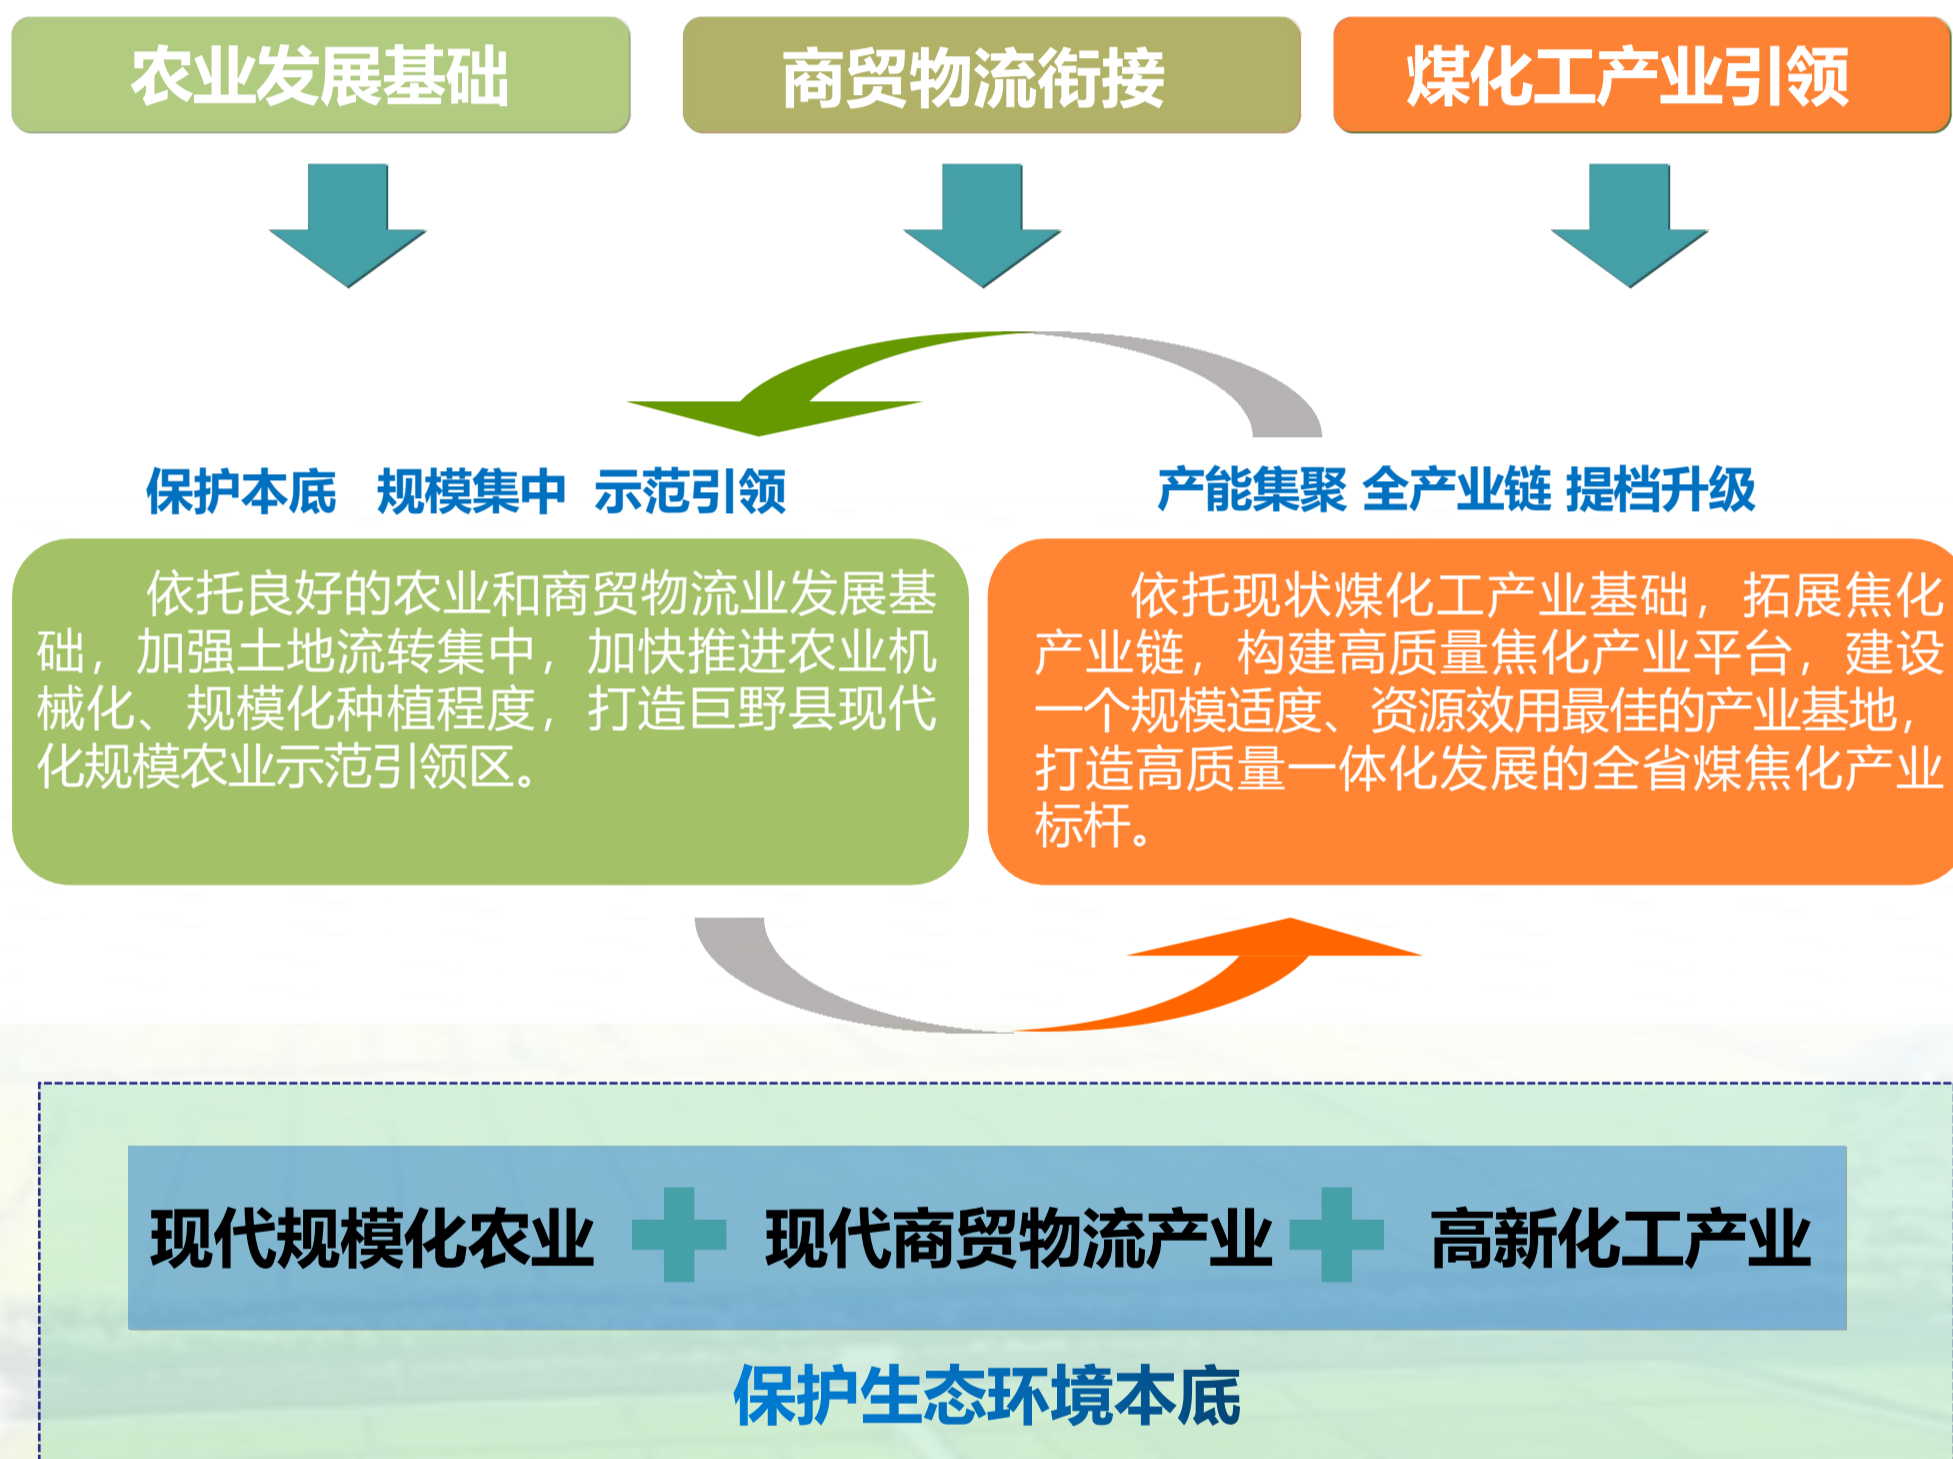 农业发展基础
商贸物流衔接
煤化工产业引领
保护本底 规模集中 示范引领
依托良好的农业和商贸物流业发展基
础，加强土地流转集中，加快推进农业机
械化、规模化种植程度，打造巨野县现代
化规模农业示范引领区。
产能集聚 全产业链 提档升级
依托现状煤化工产业基础，拓展焦化
产业链，构建高质量焦化产业平台，建设
一个规模适度、资源效用最佳的产业基地，
打造高质量一体化发展的全省煤焦化产业
标杆。
现代规模化农业
现代商贸物流产业
高新化工产业
保护生态环境本底